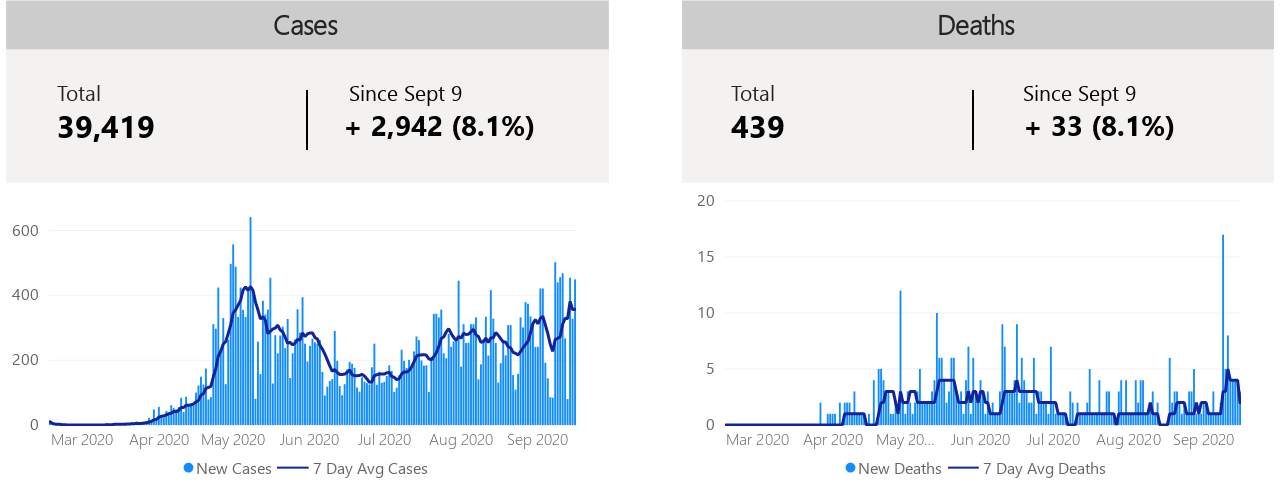 Cases
Total
Since Sept 9
39,419
+ 2,942 (8.1%)
600
400
200
0
Mar 2020 Apr 2020 May 2020 Jun 2020 Jul 2020 Aug 2020 Sep 2020
New Cases 7 Day Avg Cases
Deaths
Total
Since Sept 9
439
+ 33 (8.1%)
20
15
10
5
0
Mar 2020 Apr 2020 May 20... Jun 2020 Jul 2020 Aug 2020 Sep 2020
New Deaths 7 Day Avg Deaths